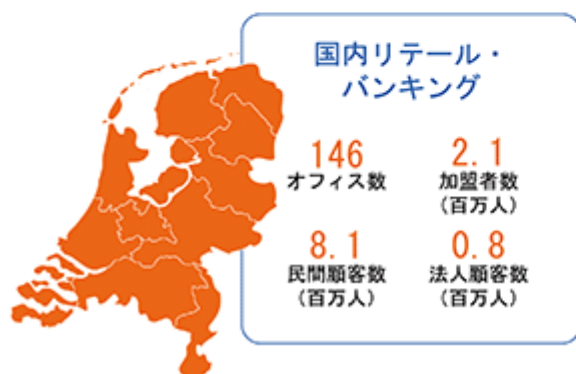 国内リテール・
バンキング
146
オフィス数
2.1
加盟者数
(百万人)
8.1
民間顧客数
(百万人)
0.8
法人顧客数
(百万人)